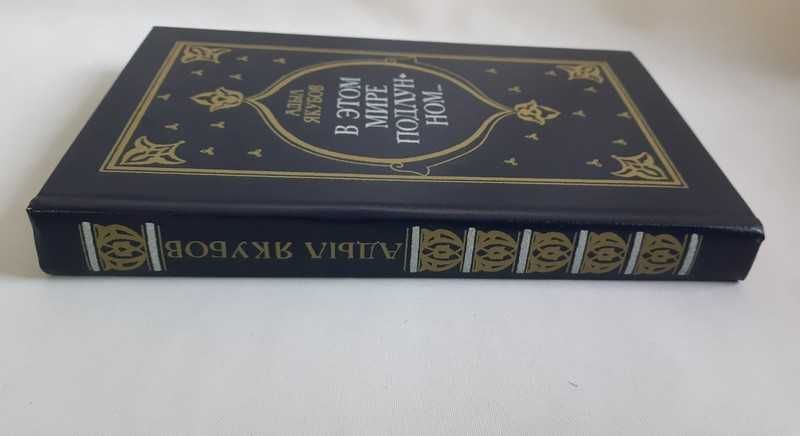 АДЫЛ
ЯКУБОВ
В ЭТОМ
МИРЕ
ПОДЛУН-
НОМ...
АДЫЛ ЯКУБОВ